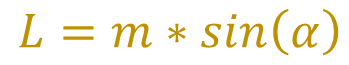 L = m ∗ sin(α)